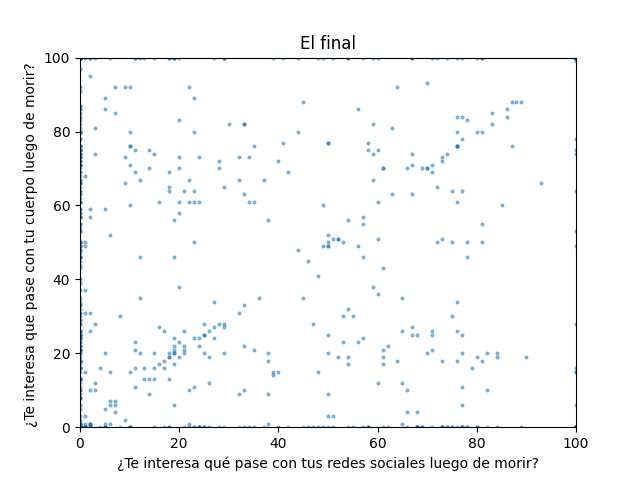 El final
¿Te interesa que pase con tu cuerpo luego de morir?
100
80
60
40
20
0
0 20 40 60 80 100
¿Te interesa qué pase con tus redes sociales luego de morir?